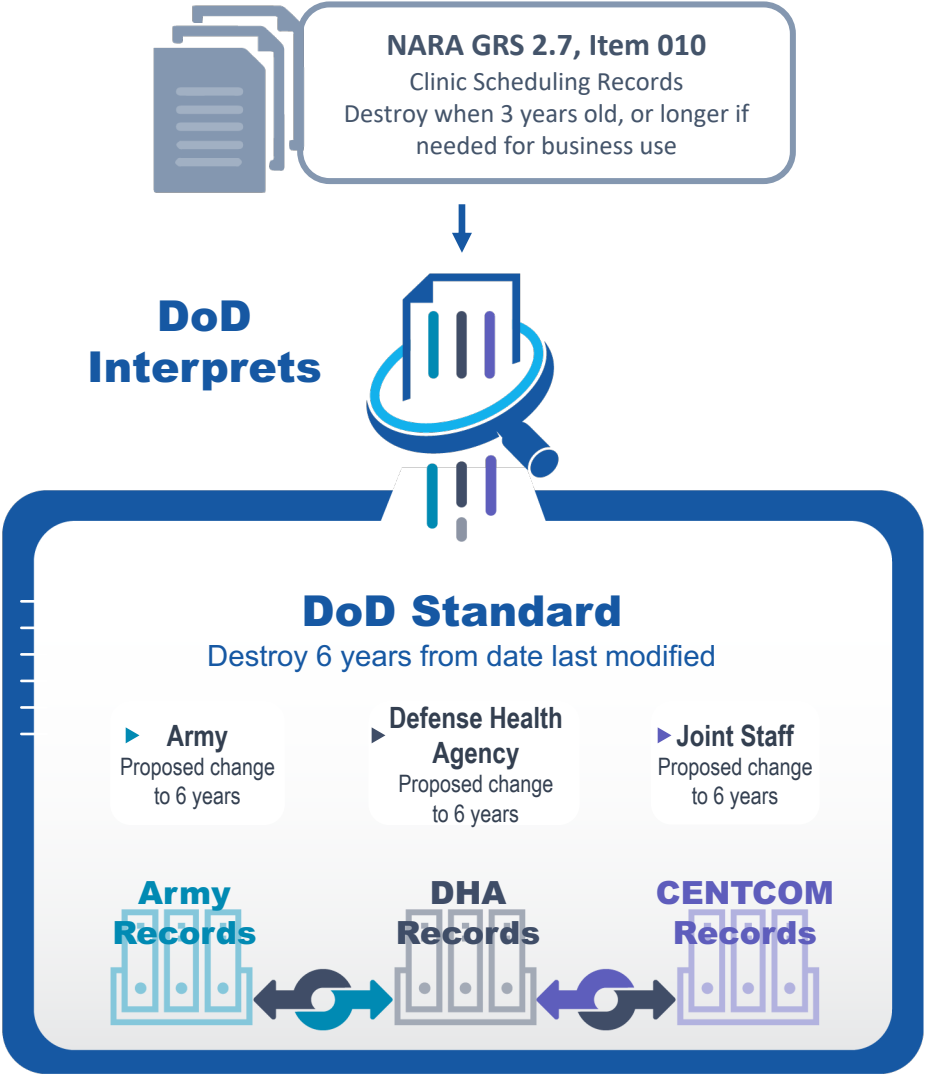 NARA GRS 2.7, Item 010
Clinic Scheduling Records
Destroy when 3 years old, or longer if
needed for business use
DoD
Interprets
DoD Standard
Destroy 6 years from date last modified
Army
Proposed change
to 6 years
Defense Health
Agency
Proposed change
to 6 years
Joint Staff
Proposed change
to 6 years
Army
Records
DHA
Records
CENTCOM
Records